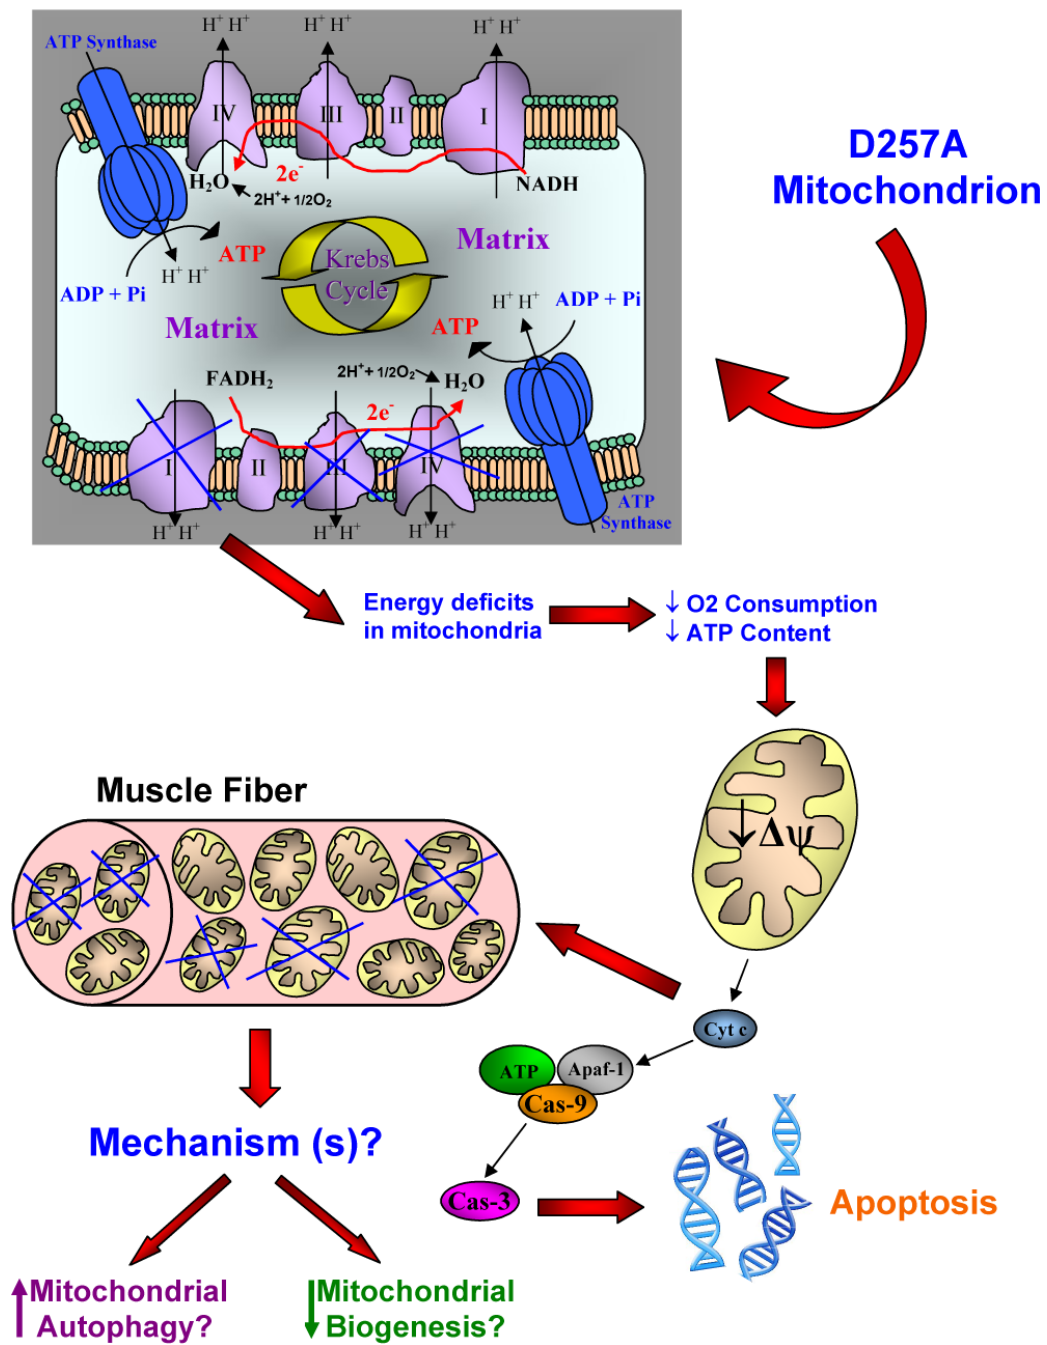 H⁺ H⁺
H⁺ H⁺
H⁺ H⁺
ATP Synthase
IV
III
II
I
D257A
Mitochondrion
H₂O
2e⁻
NADH
2H⁺+ 1/2O₂
ATP
Matrix
Krebs
Cycle
H⁺ H⁺
ADP + Pi
H⁺ H⁺
ADP + Pi
Matrix
ATP
FADH₂
2H⁺+ 1/2O₂
H₂O
2e⁻
I
II
III
IV
ATP
Synthase
H⁺ H⁺
H⁺ H⁺
H⁺ H⁺
Energy deficits
in mitochondria
↓ O2 Consumption
↓ ATP Content
Muscle Fiber
↓ Δψ
Cyt c
ATP
Apaf-1
Cas-9
Mechanism (s)?
Cas-3
Apoptosis
↑ Mitochondrial
Autophagy?
↓ Mitochondrial
Biogenesis?